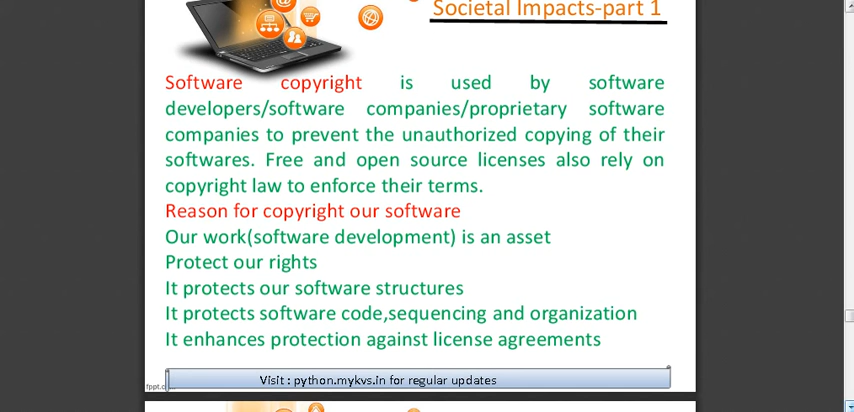 Societal Impacts-part 1
Software copyright is used by software
developers/software companies/proprietary software
companies to prevent the unauthorized copying of their
softwares. Free and open source licenses also rely on
copyright law to enforce their terms.
Reason for copyright our software
Our work(software development) is an asset
Protect our rights
It protects our software structures
It protects software code,sequencing and organization
It enhances protection against license agreements
Visit : python.mykvs.in for regular updates